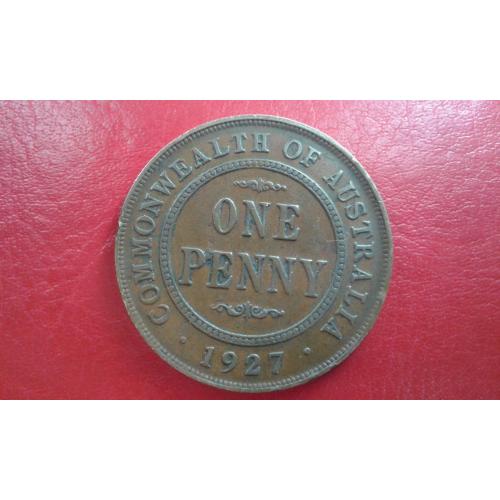 COMMONWEALTH OF AUSTRALIA
ONE
PENNY
· 1927 ·